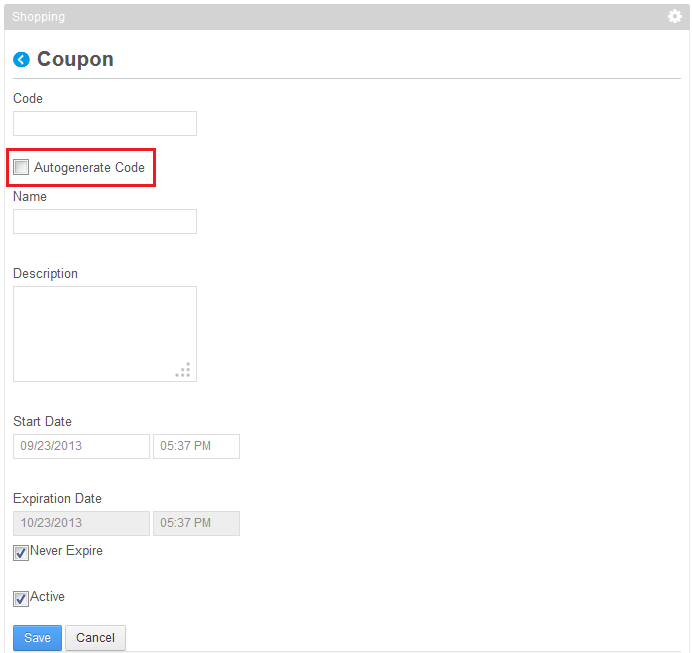 Shopping
Coupon
Code
Autogenerate Code
Name
Description
Start Date
09/23/2013 05:37 PM
Expiration Date
10/23/2013 05:37 PM
Never Expire
Active
Save Cancel